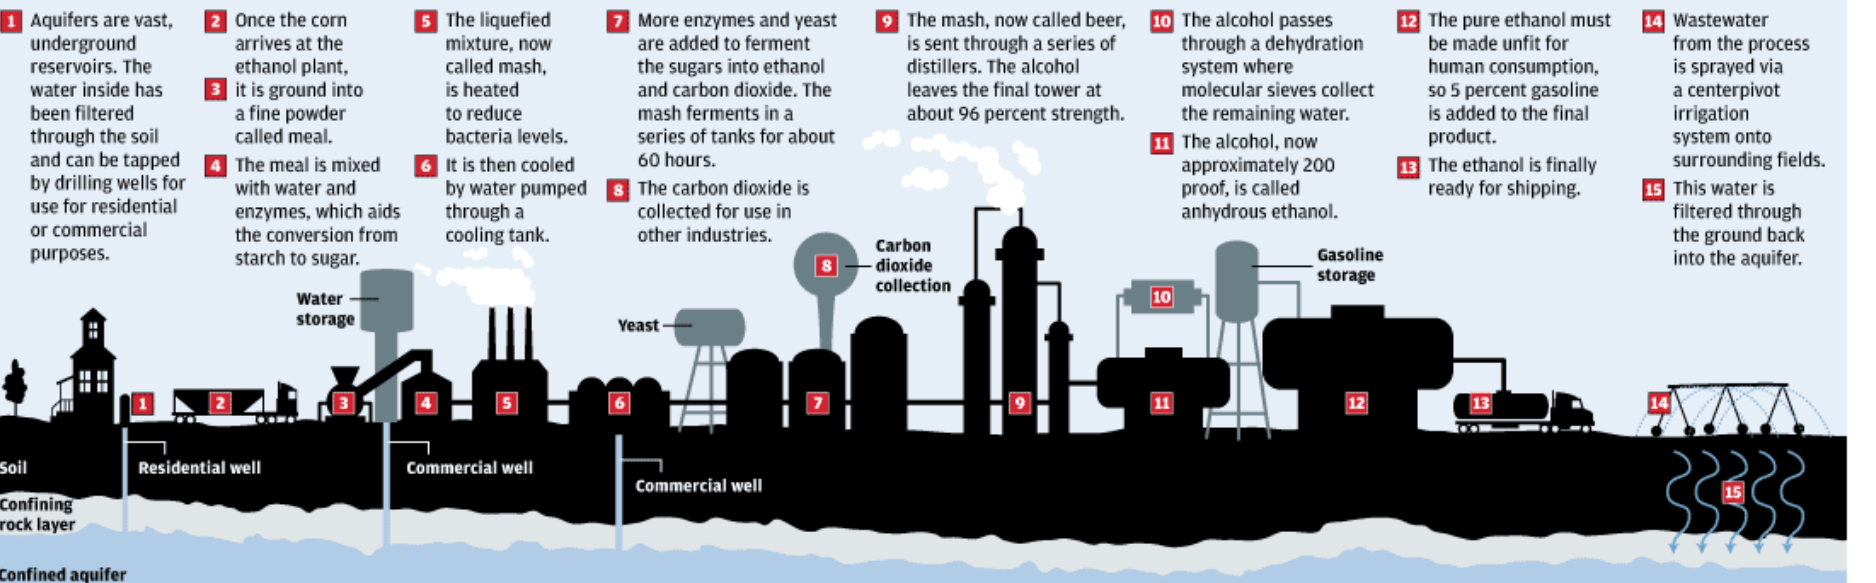 1 Aquifers are vast,
underground
reservoirs. The
water inside has
been filtered
through the soil
and can be tapped
by drilling wells for
use for residential
or commercial
purposes.
2 Once the corn
arrives at the
ethanol plant,
3 it is ground into
a fine powder
called meal.
4 The meal is mixed
with water and
enzymes, which aids
the conversion from
starch to sugar.
5 The liquefied
mixture, now
called mash,
is heated
to reduce
bacteria levels.
6 It is then cooled
by water pumped
through a
cooling tank.
7 More enzymes and yeast
are added to ferment
the sugars into ethanol
and carbon dioxide. The
mash ferments in a
series of tanks for about
60 hours.
8 The carbon dioxide is
collected for use in
other industries.
9 The mash, now called beer,
is sent through a series of
distillers. The alcohol
leaves the final tower at
about 96 percent strength.
10 The alcohol passes
through a dehydration
system where
molecular sieves collect
the remaining water.
11 The alcohol, now
approximately 200
proof, is called
anhydrous ethanol.
12 The pure ethanol must
be made unfit for
human consumption,
so 5 percent gasoline
is added to the final
product.
13 The ethanol is finally
ready for shipping.
14 Wastewater
from the process
is sprayed via
a centerpivot
irrigation
system onto
surrounding fields.
15 This water is
filtered through
the ground back
into the aquifer.
Water
storage
Yeast
8
Carbon
dioxide
collection
10
Gasoline
storage
1
2
3
4
5
6
7
9
11
12
13
14
Soil
Residential well
Commercial well
Commercial well
15
Confining
rock layer
Confined aquifer